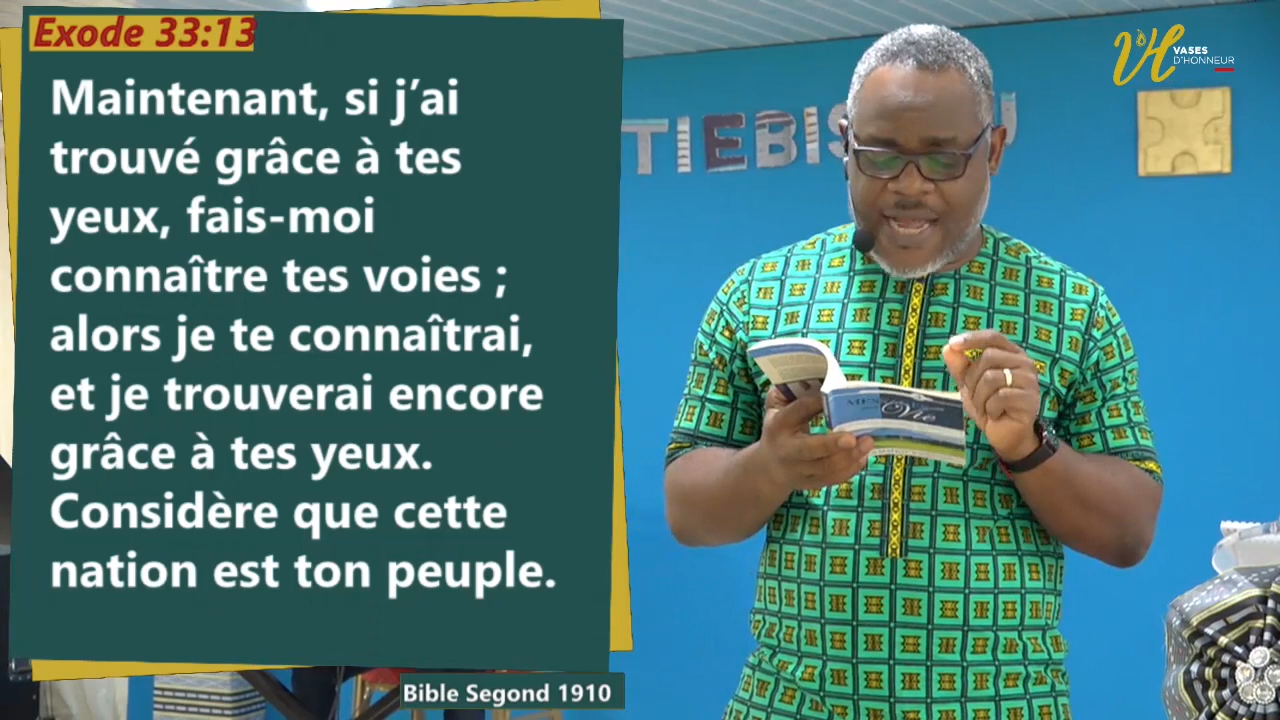 Exode 33:13
Maintenant, si j’ai
trouvé grâce à tes
yeux, fais-moi
connaître tes voies ;
alors je te connaîtrai,
et je trouverai encore
grâce à tes yeux.
Considère que cette
nation est ton peuple.
Bible Segond 1910
VH VASES
D'HONNEUR
TIEBIS
Vie